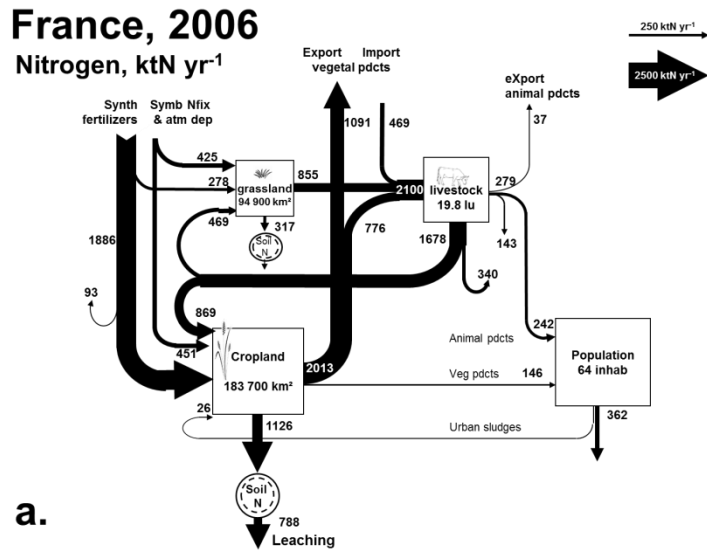 France, 2006
Nitrogen, ktN yr-1
250 ktN yr-1
2500 ktN yr-1
Export Import
vegetal pdcts
eXport
animal pdcts
Synth
fertilizers
Symb Nfix
& atm dep
1091
469
37
425
278
469
grassland
94 900 km²
855
2100
livestock
19.8 lu
279
317
Soil
N
776
1678
143
1886
340
93
869
451
Cropland
183 700 km²
2013
Animal pdcts
242
Population
64 inhab
Veg pdcts
146
26
1126
Urban sludges
362
Soil
N
788
Leaching
a.